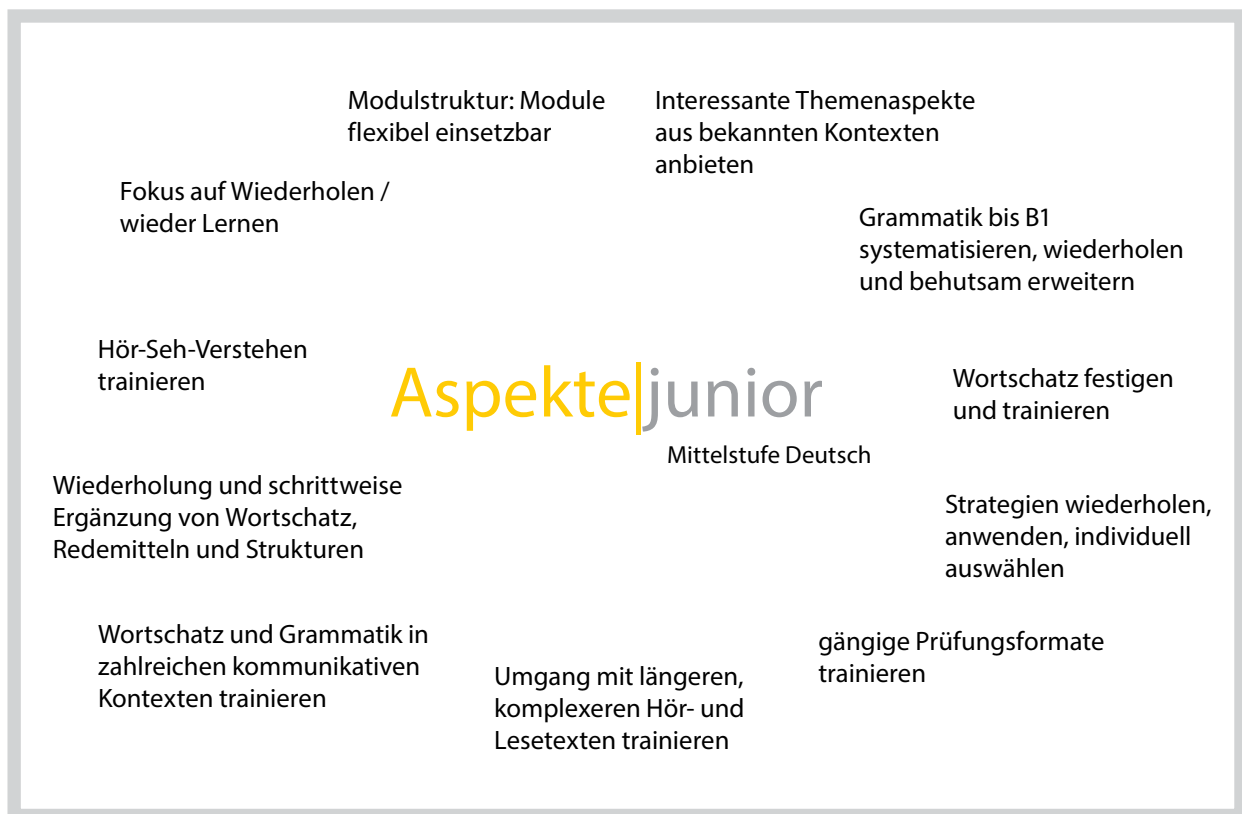 Modulstruktur: Module
flexibel einsetzbar
Interessante Themenaspekte
aus bekannten Kontexten
anbieten
Fokus auf Wiederholen /
wieder Lernen
Grammatik bis B1
systematisieren, wiederholen
und behutsam erweitern
Hör-Seh-Verstehen
trainieren
Aspekte|junior
Mittelstufe Deutsch
Wortschatz festigen
und trainieren
Wiederholung und schrittweise
Ergänzung von Wortschatz,
Redemitteln und Strukturen
Strategien wiederholen,
anwenden, individuell
auswählen
Wortschatz und Grammatik in
zahlreichen kommunikativen
Kontexten trainieren
Umgang mit längeren,
komplexeren Hör- und
Lesetexten trainieren
gängige Prüfungsformate
trainieren